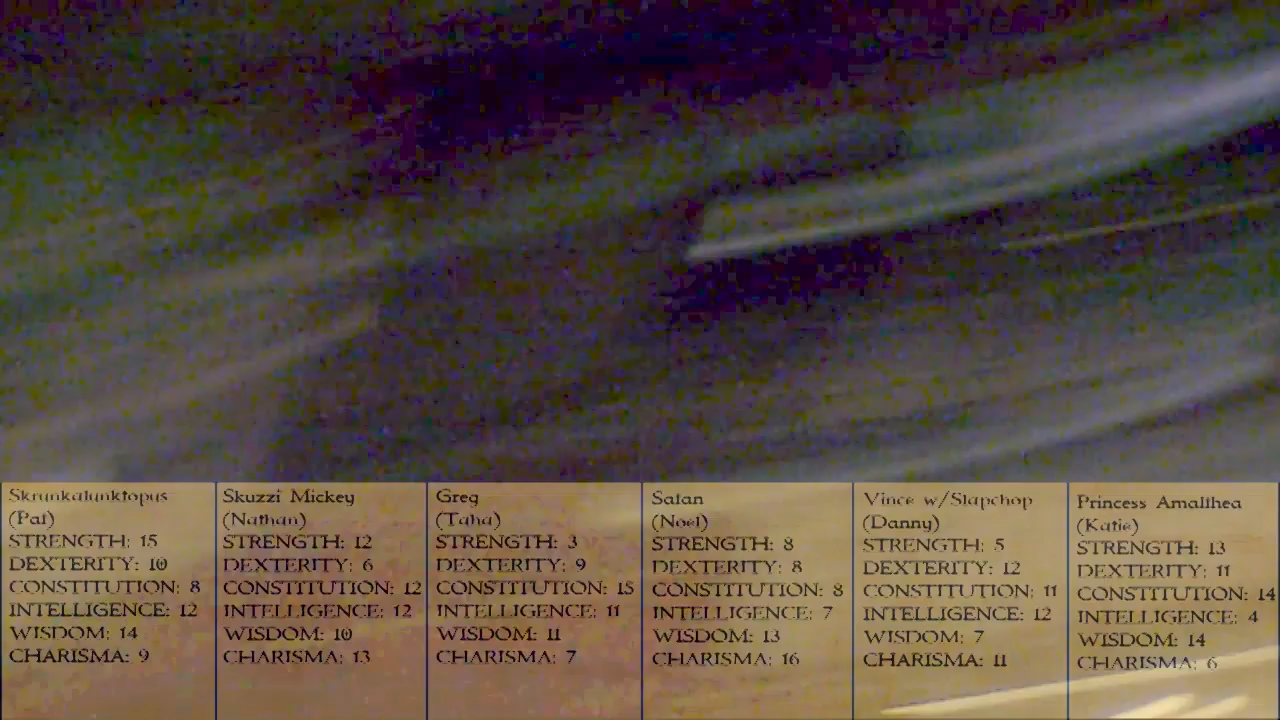 Skrunkalunktopus
(Pat)
STRENGTH: 15
DEXTERITY: 10
CONSTITUTION: 8
INTELLIGENCE: 12
WISDOM: 14
CHARISMA: 9
Skuzzi Mickey
(Nathan)
STRENGTH: 12
DEXTERITY: 6
CONSTITUTION: 12
INTELLIGENCE: 12
WISDOM: 10
CHARISMA: 13
Greg
(Taha)
STRENGTH: 3
DEXTERITY: 9
CONSTITUTION: 15
INTELLIGENCE: 11
WISDOM: 11
CHARISMA: 7
Satan
(Noel)
STRENGTH: 8
DEXTERITY: 8
CONSTITUTION: 8
INTELLIGENCE: 7
WISDOM: 13
CHARISMA: 16
Vince w/Slapchop
(Danny)
STRENGTH: 5
DEXTERITY: 12
CONSTITUTION: 11
INTELLIGENCE: 12
WISDOM: 7
CHARISMA: 11
Princess Amalthea
(Katie)
STRENGTH: 13
DEXTERITY: 11
CONSTITUTION: 14
INTELLIGENCE: 4
WISDOM: 14
CHARISMA: 6